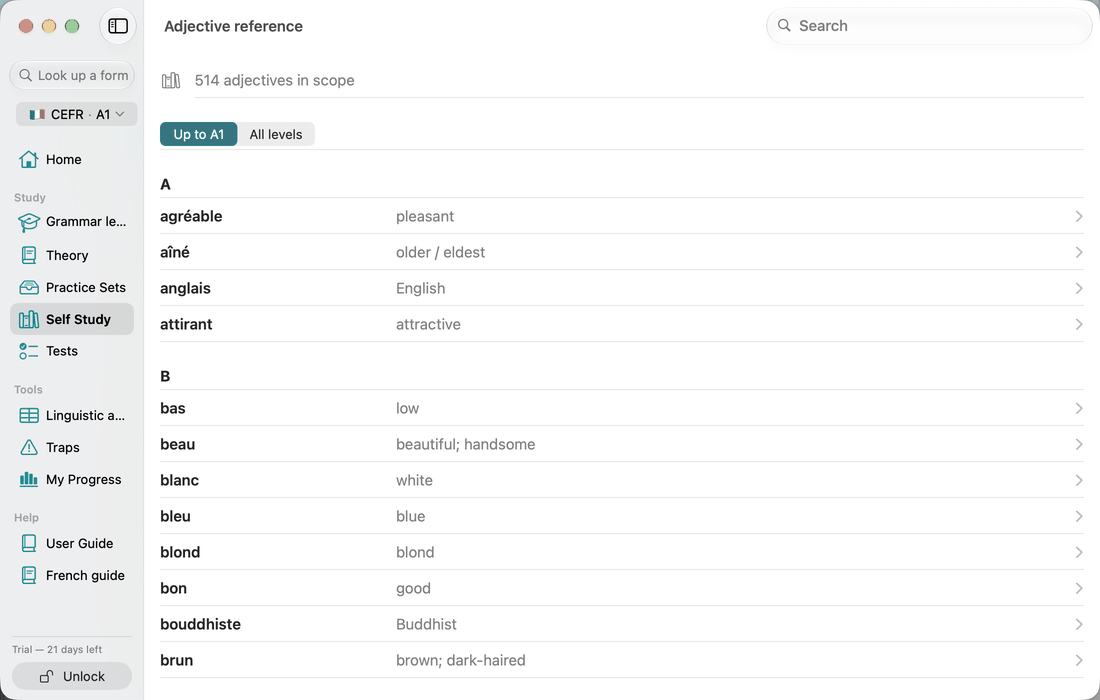 Adjective reference
Search
Look up a form
CEFR · A1
Home
Study
Grammar le...
Theory
Practice Sets
Self Study
Tests
Tools
Linguistic a...
Traps
My Progress
Help
User Guide
French guide
Trial — 21 days left
Unlock
514 adjectives in scope
Up to A1 All levels
A
agréable pleasant
aîné older / eldest
anglais English
attirant attractive
B
bas low
beau beautiful; handsome
blanc white
bleu blue
blond blond
bon good
bouddhiste Buddhist
brun brown; dark-haired